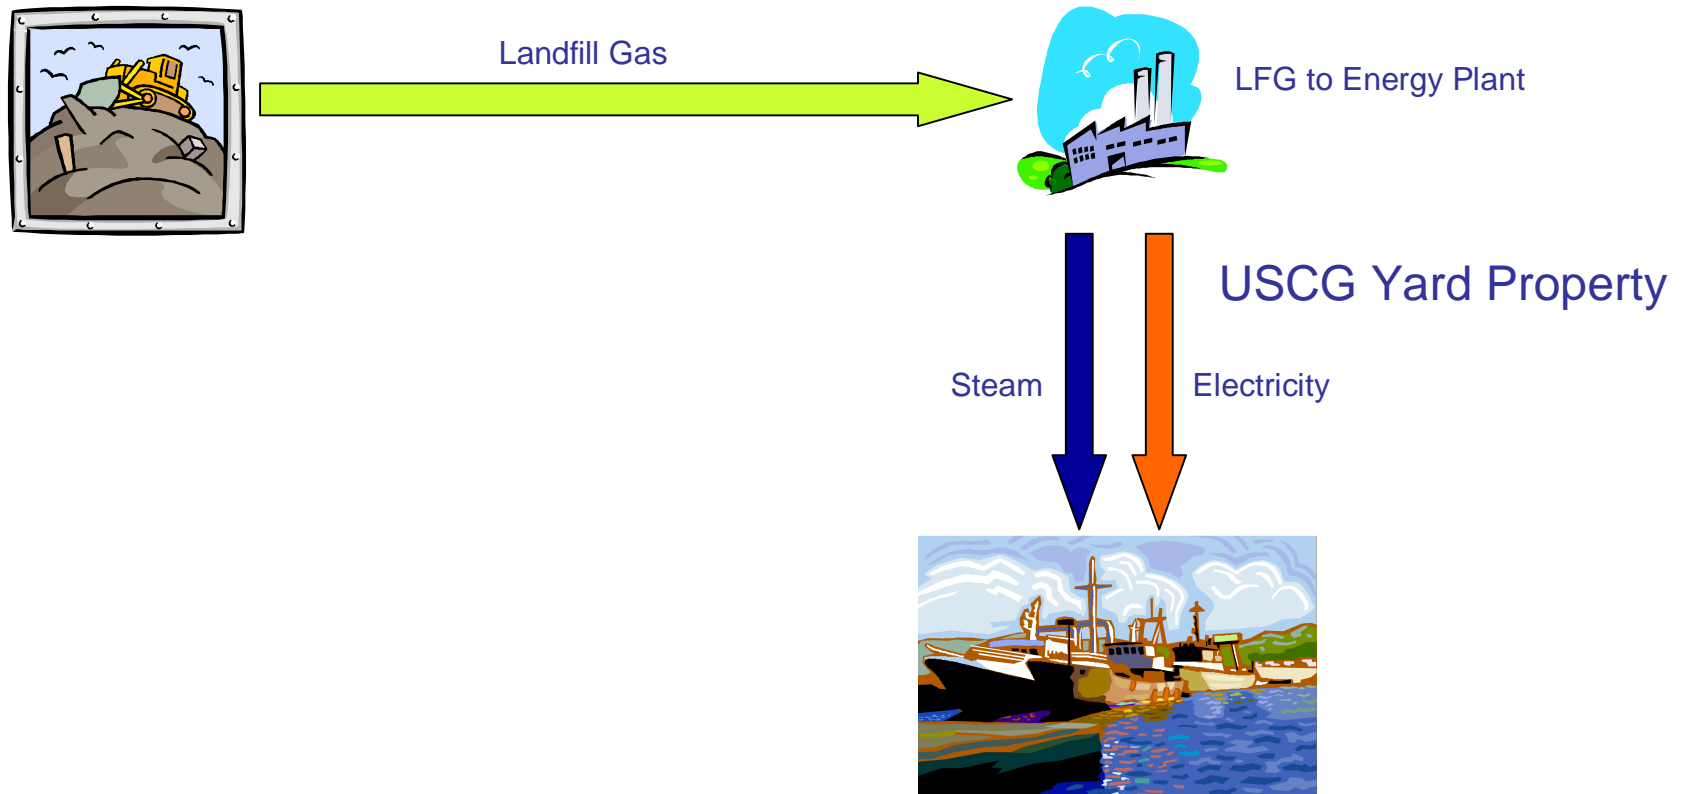 Landfill Gas
LFG to Energy Plant
USCG Yard Property
Steam
Electricity